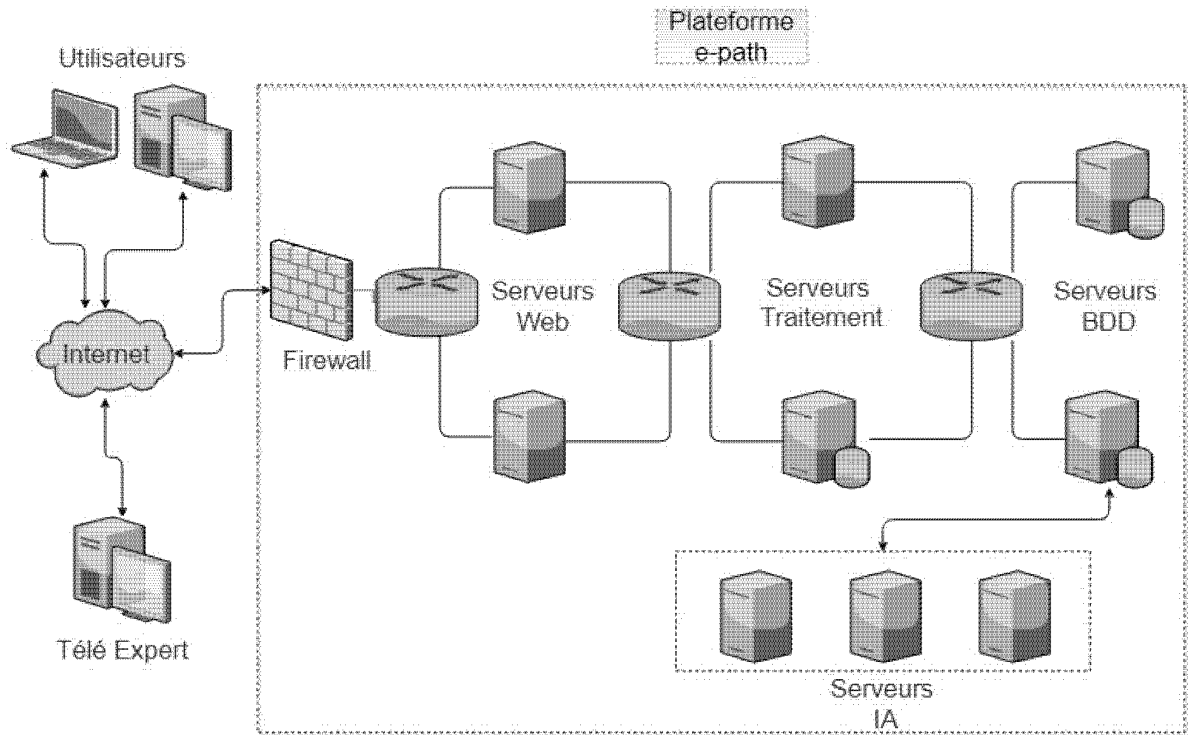 Plateforme
e-path
Utilisateurs
Internet
Firewall
Serveurs
Web
Serveurs
Traitement
Serveurs
BDD
Télé Expert
Serveurs
IA